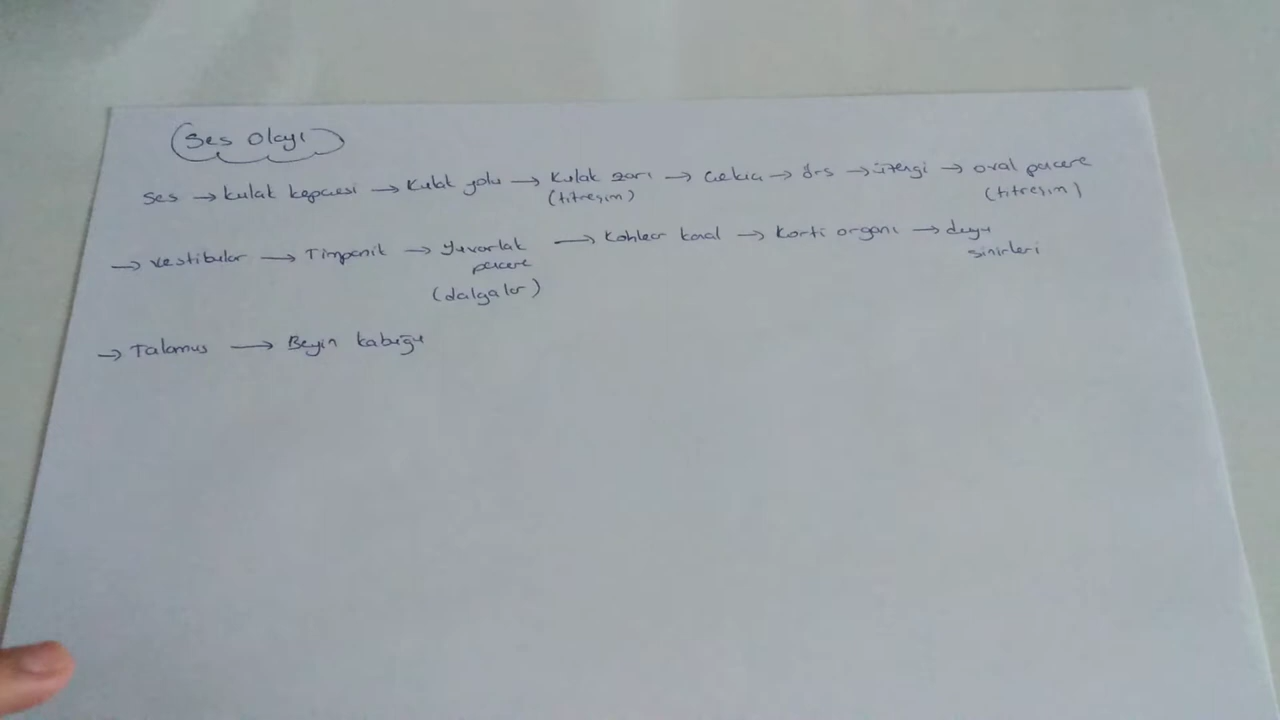 Ses Olayı
Ses → kulak kepçesi → Kulak yolu → Kulak zarı → Çekiç → örs → üzengi → oval pencere
(titreşim) (titreşim)
→ vestibular → Timpanik → Yuvarlak → Kohlear kanal → Korti organı → duyu
pencere sinirleri
(dalgalar)
→ Talamus → Beyin kabuğu